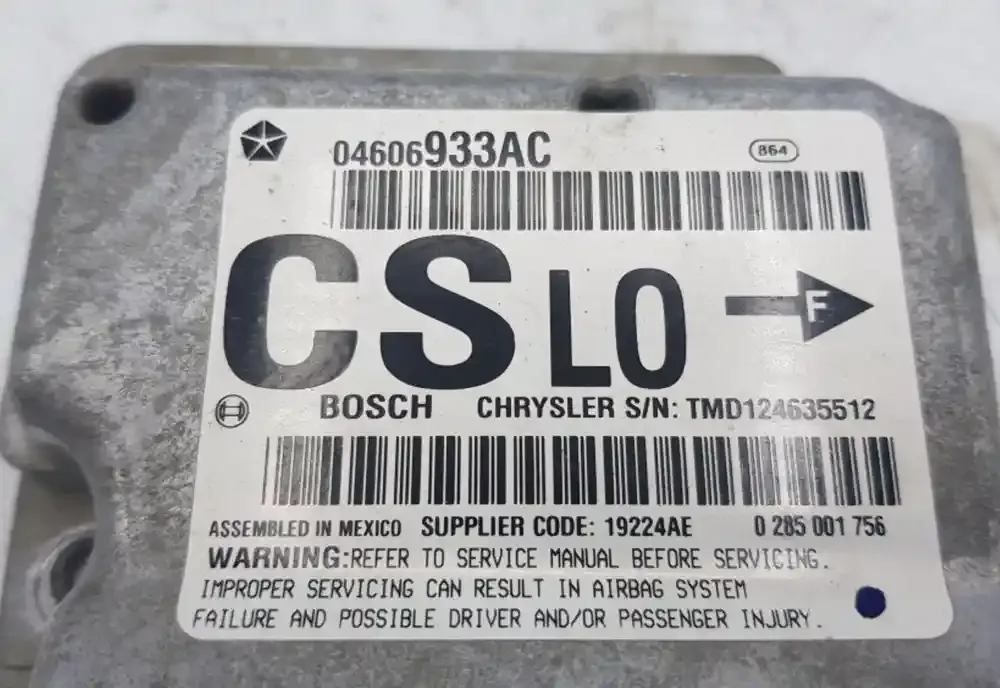 04606933AC
864
CS LO
F
BOSCH CHRYSLER S/N: TMD124635512
ASSEMBLED IN MEXICO SUPPLIER CODE: 19224AE 0 285 001 756
WARNING:REFER TO SERVICE MANUAL BEFORE SERVICING.
IMPROPER SERVICING CAN RESULT IN AIRBAG SYSTEM
FAILURE AND POSSIBLE DRIVER AND/OR PASSENGER INJURY.